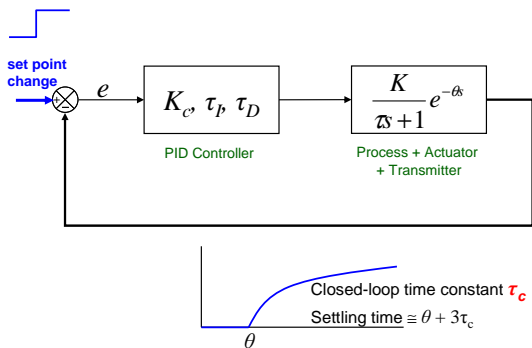 set point
change
+
−
e
K_c, τ_I, τ_D
K
τs + 1
e^{−θs}
PID Controller
Process + Actuator
+ Transmitter
Closed-loop time constant τ_c
Settling time ≅ θ + 3τ_c
θ